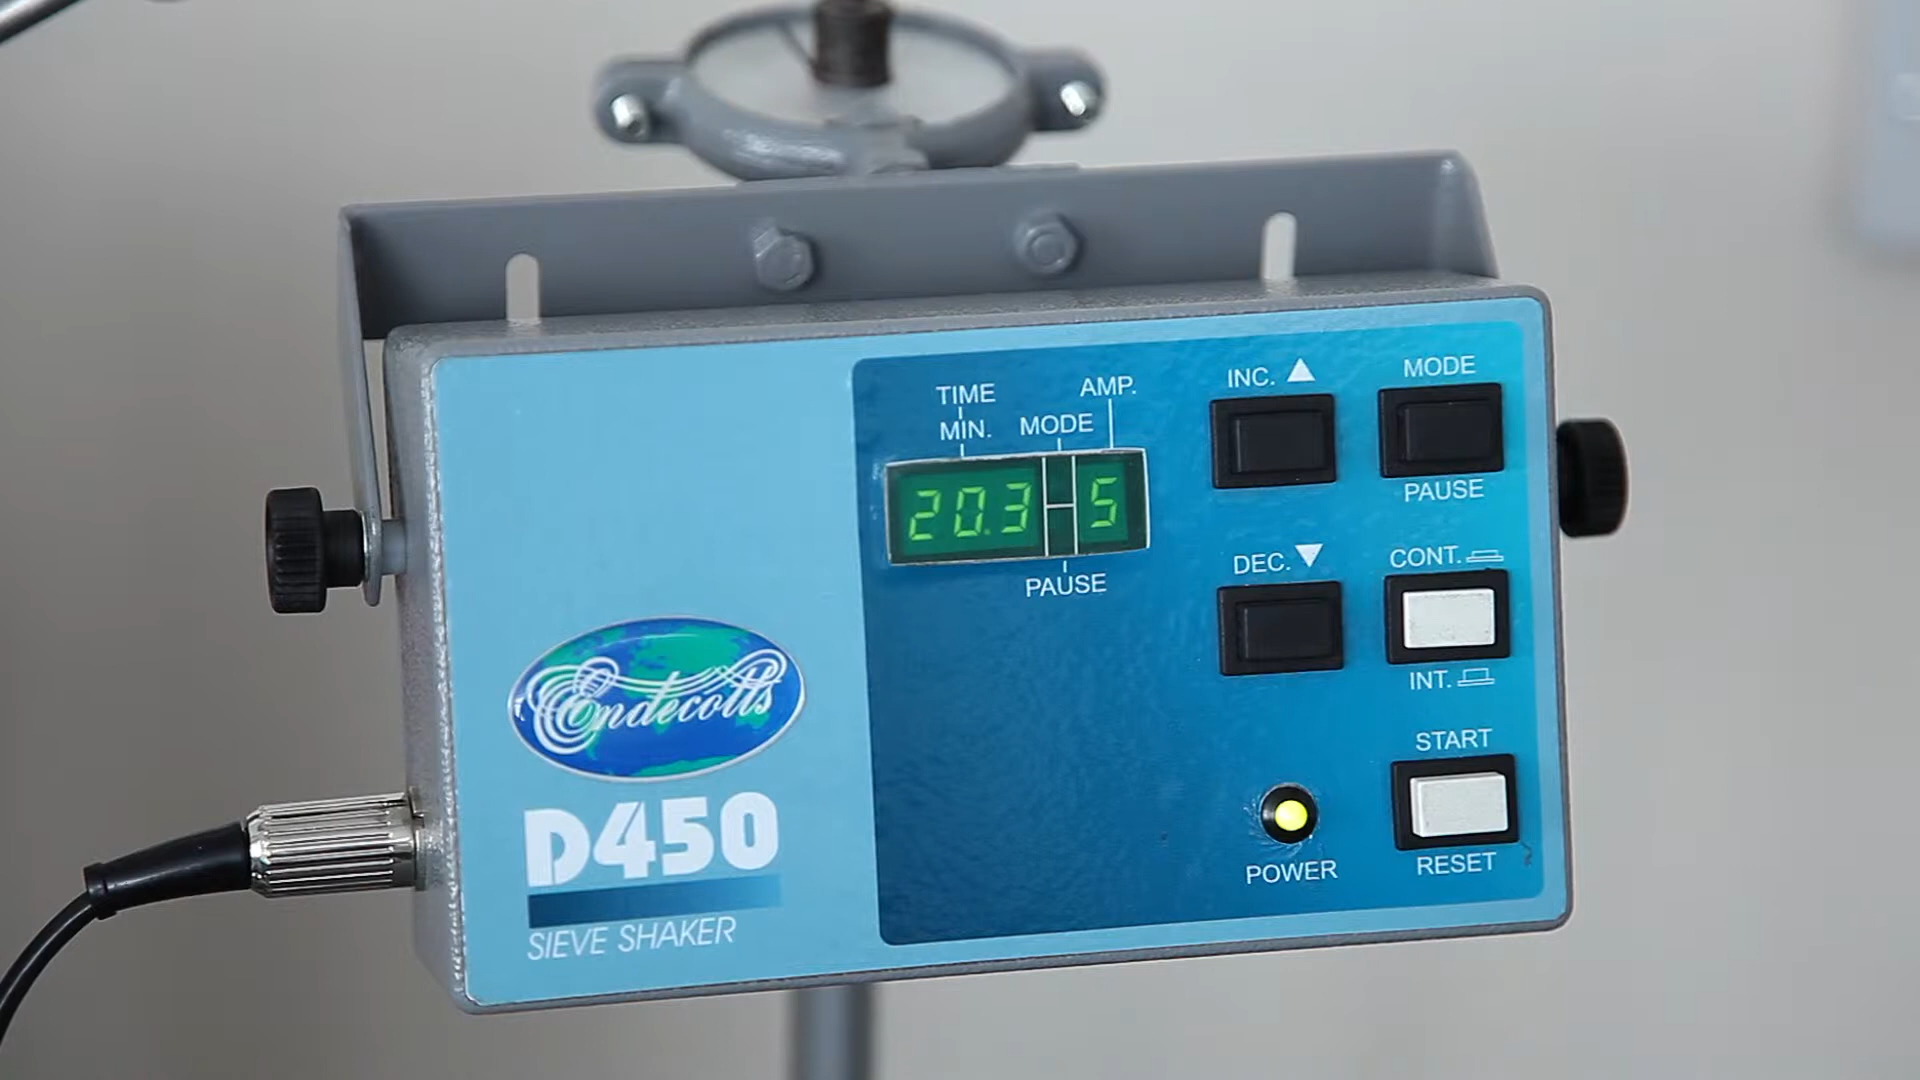 TIME
MIN.
MODE
AMP.
20.3 5
PAUSE
INC. ▲
MODE
PAUSE
DEC. ▼
CONT.
INT.
START
RESET
POWER
Endecotts
D450
SIEVE SHAKER